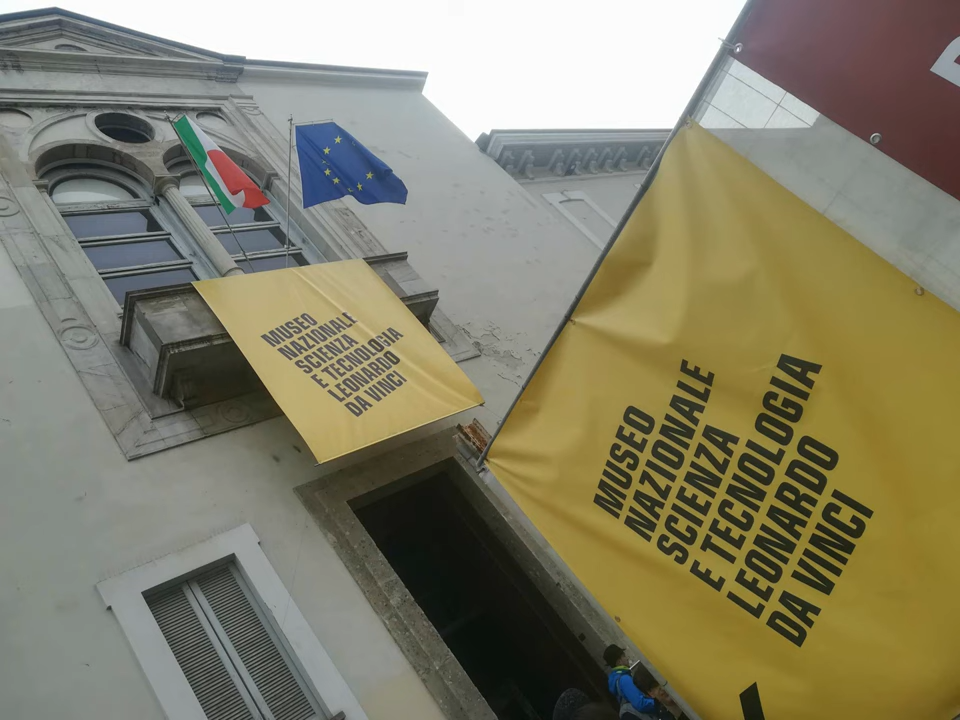 MUSEO
NAZIONALE
SCIENZA
E TECNOLOGIA
LEONARDO
DA VINCI
MUSEO
NAZIONALE
SCIENZA
E TECNOLOGIA
LEONARDO
DA VINCI